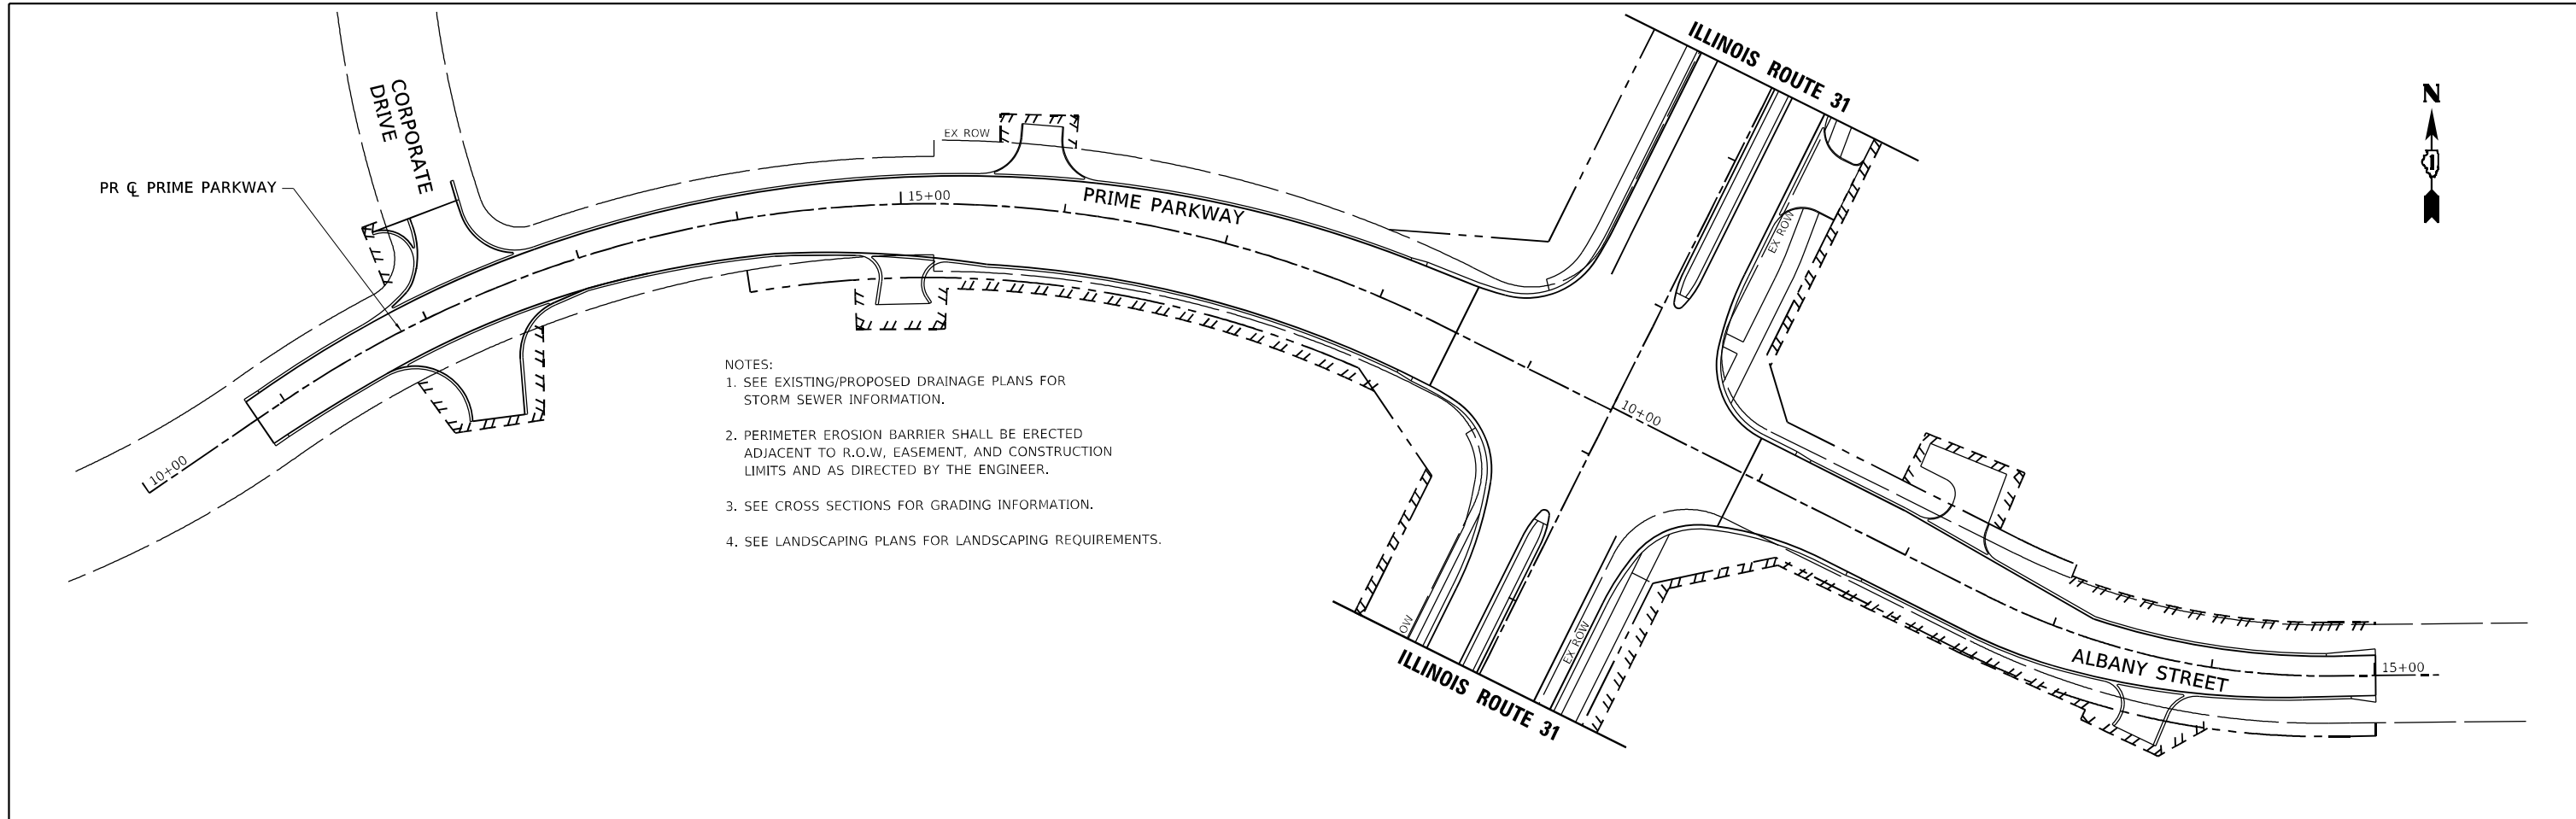 ILLINOIS ROUTE 31
N
CORPORATE
DRIVE
EX ROW
PR ℄ PRIME PARKWAY
15+00
PRIME PARKWAY
EX ROW
10+00
NOTES:
1. SEE EXISTING/PROPOSED DRAINAGE PLANS FOR
STORM SEWER INFORMATION.
2. PERIMETER EROSION BARRIER SHALL BE ERECTED
ADJACENT TO R.O.W, EASEMENT, AND CONSTRUCTION
LIMITS AND AS DIRECTED BY THE ENGINEER.
3. SEE CROSS SECTIONS FOR GRADING INFORMATION.
4. SEE LANDSCAPING PLANS FOR LANDSCAPING REQUIREMENTS.
10+00
OW
EX ROW
ILLINOIS ROUTE 31
ALBANY STREET
15+00